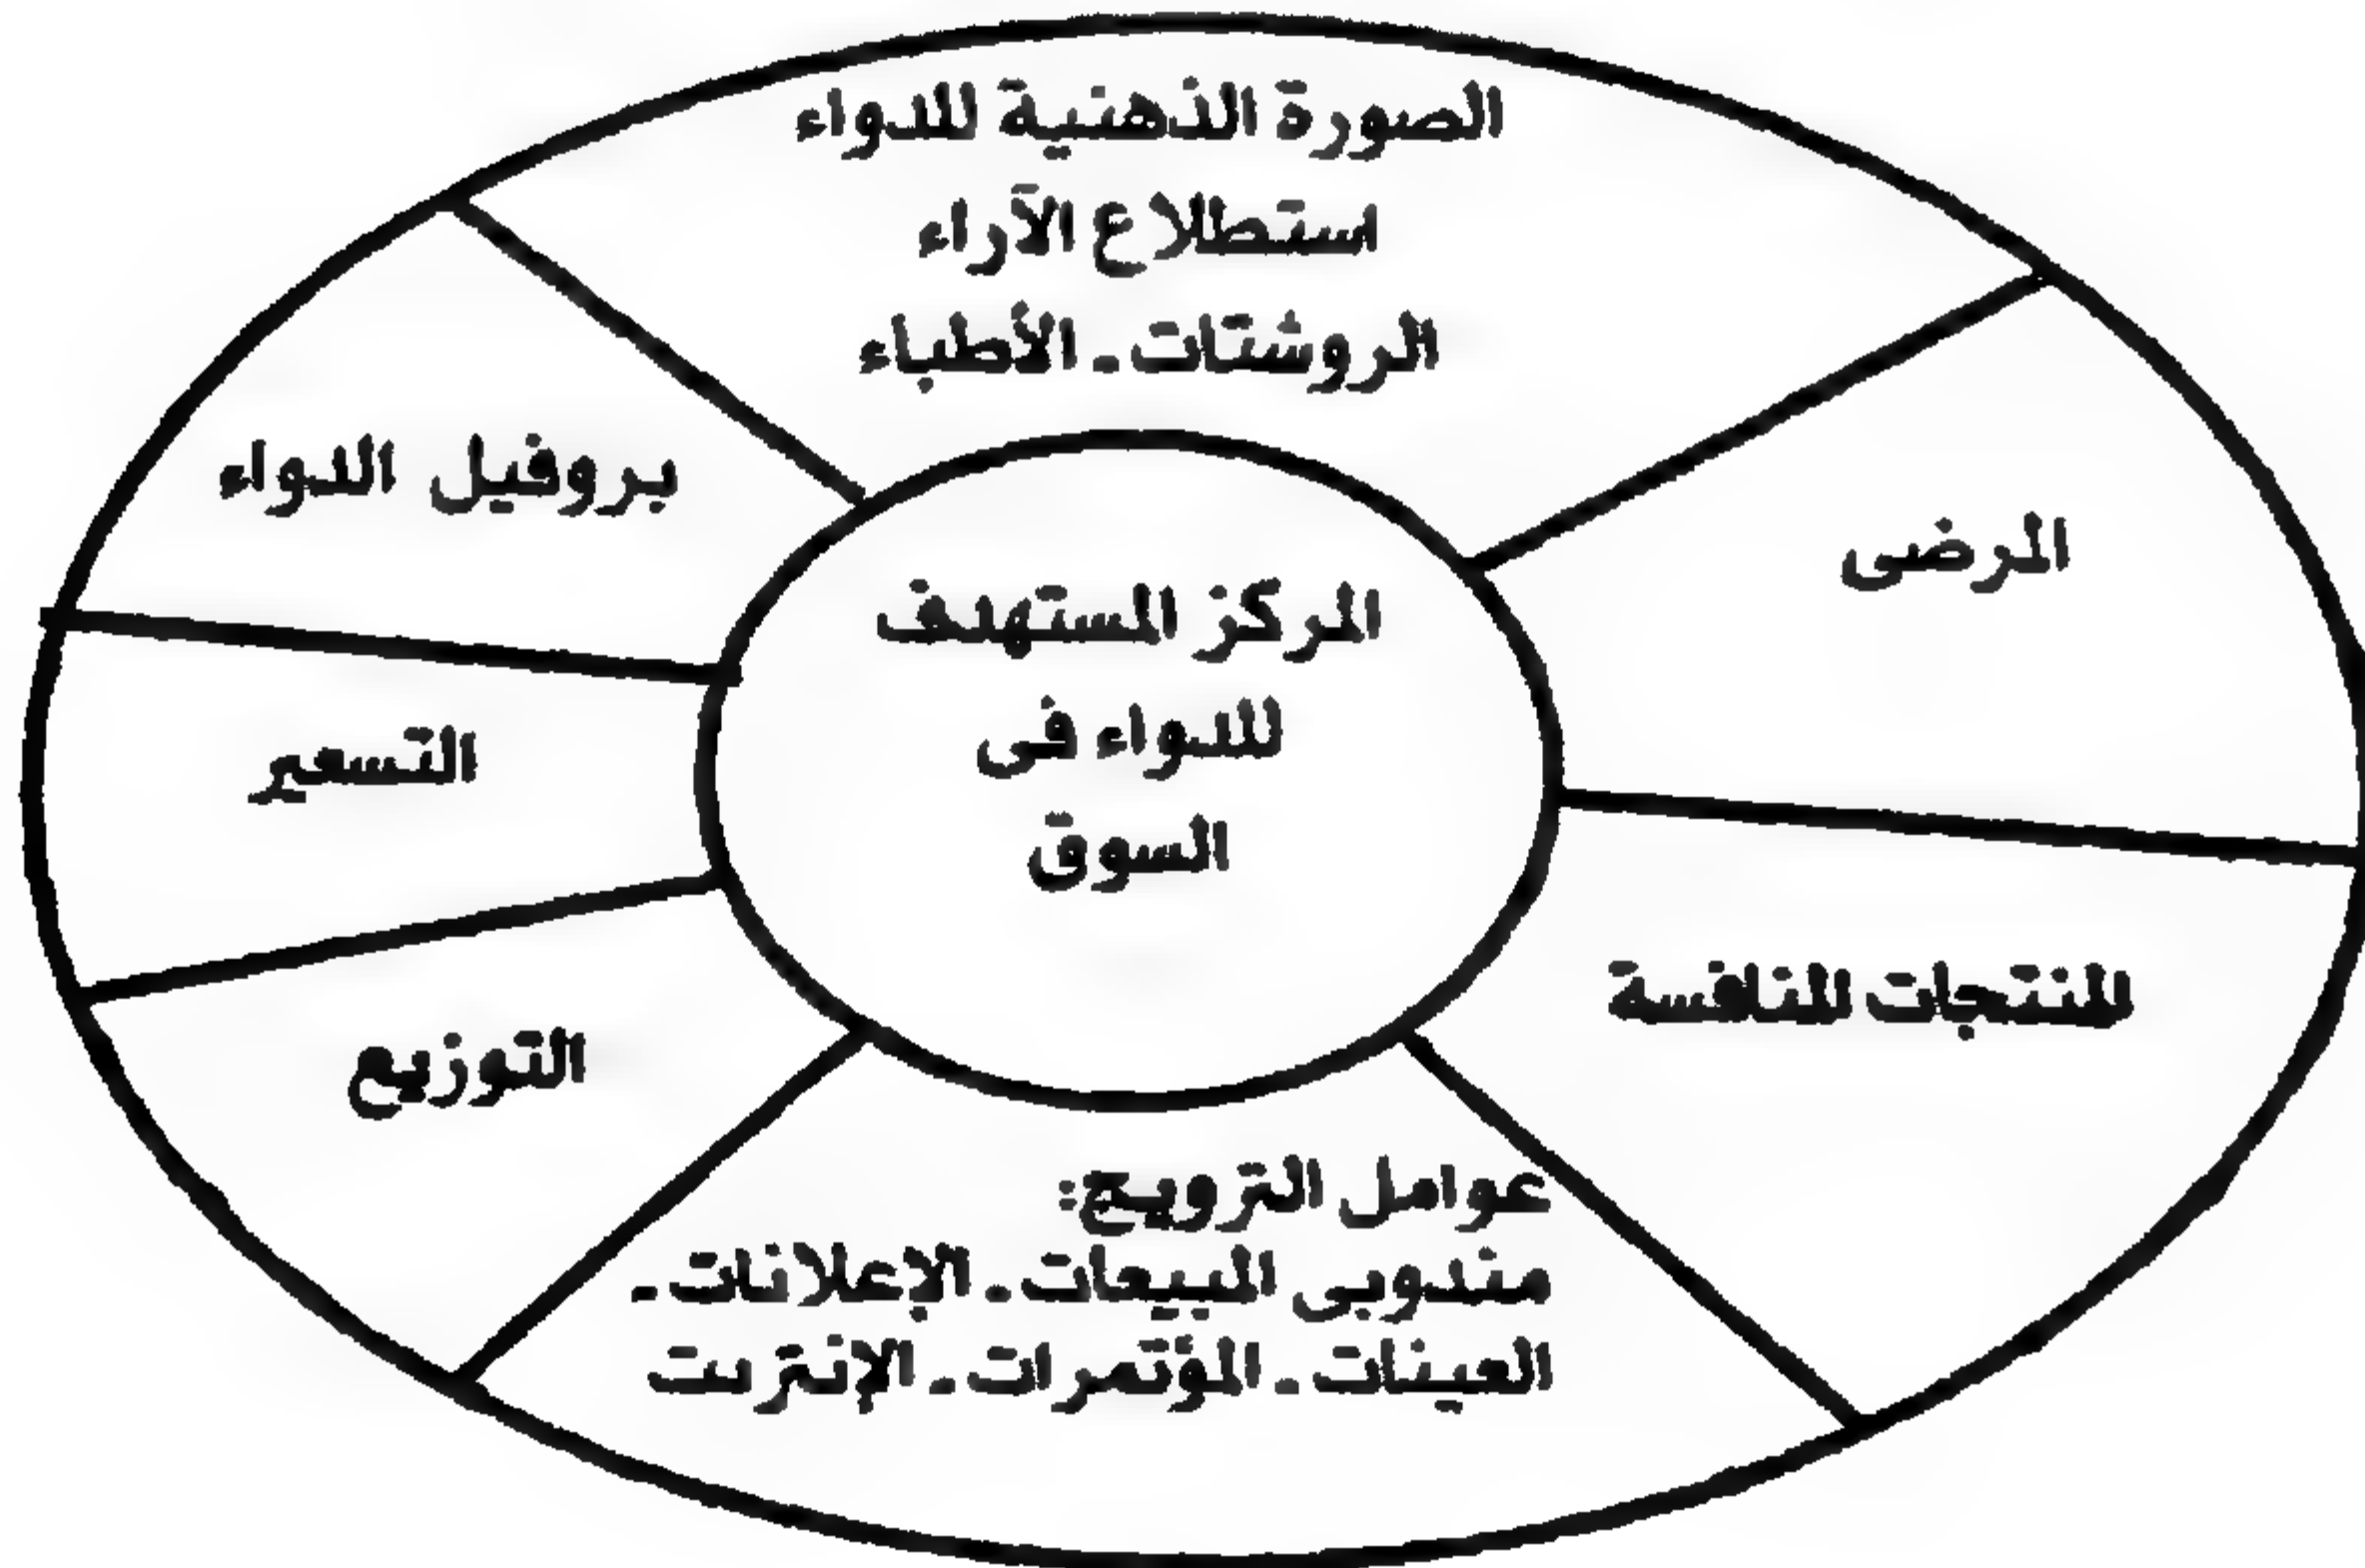 الصورة الذهنية للدواء
استطلاع الآراء
الروشتات ـ الأطباء
المرضى
بروفيل الدواء
المركز المستهدف
للدواء فى
السوق
التسعير
المنتجات المنافسة
التوزيع
عوامل الترويج:
مندوبى المبيعات ـ الإعلانات ـ
العينات ـ المؤتمرات ـ الإنترنت